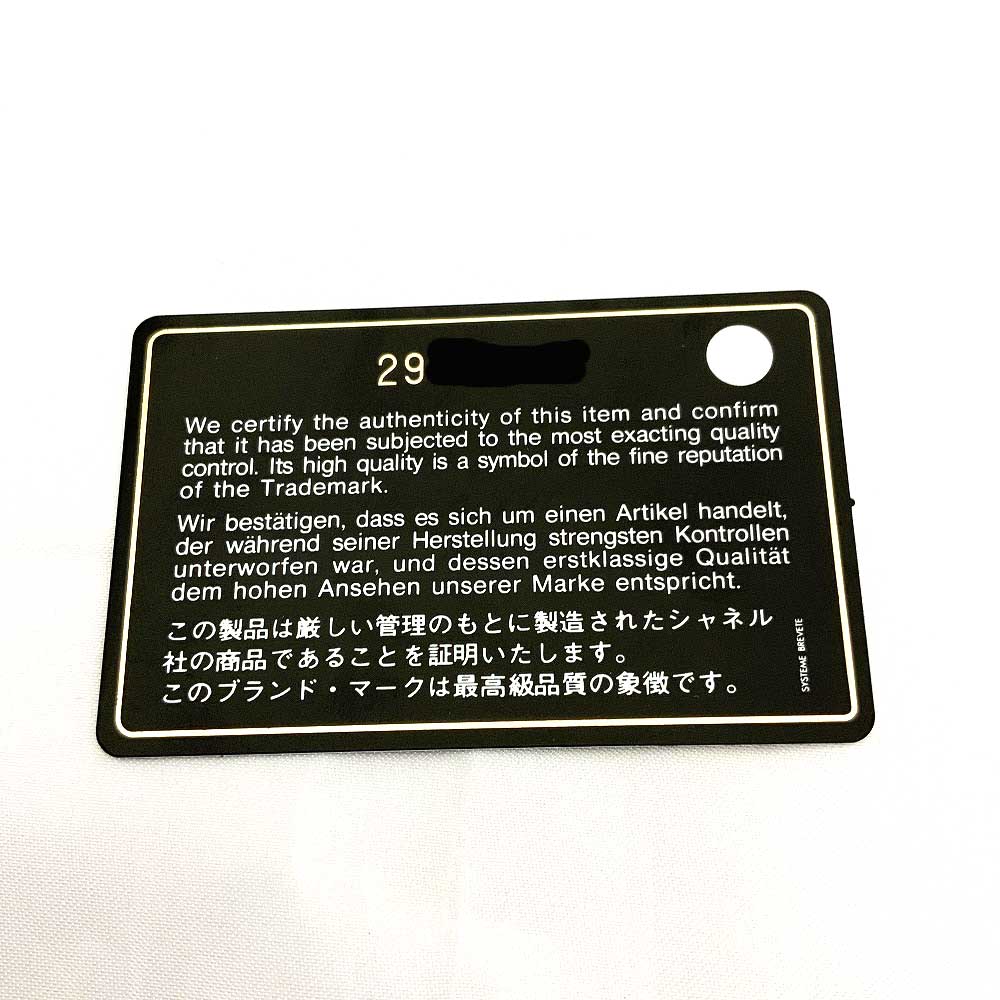 29
We certify the authenticity of this item and confirm
that it has been subjected to the most exacting quality
control. Its high quality is a symbol of the fine reputation
of the Trademark.
Wir bestätigen, dass es sich um einen Artikel handelt,
der während seiner Herstellung strengsten Kontrollen
unterworfen war, und dessen erstklassige Qualität
dem hohen Ansehen unserer Marke entspricht.
この製品は厳しい管理のもとに製造されたシャネル
社の商品であることを証明いたします。
このブランド・マークは最高級品質の象徴です。
SYSTEME BREVETE